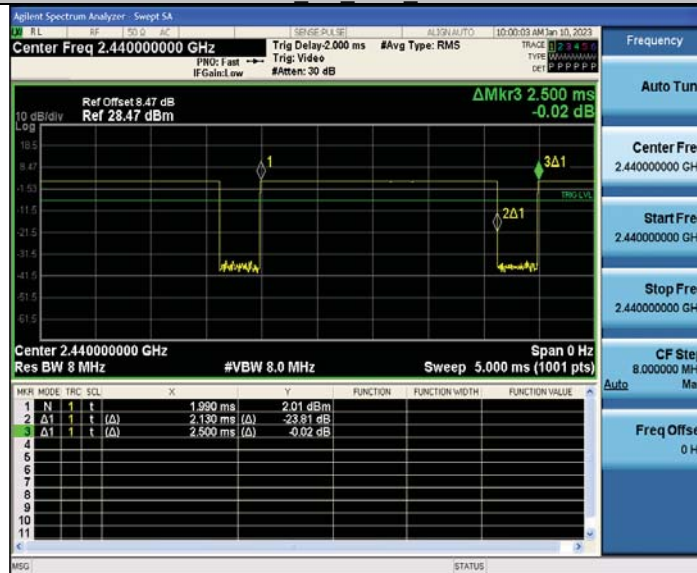 Agilent Spectrum Analyzer - Swept SA
RL RF 50 Ω AC SENSE:PULSE ALIGN AUTO 10:00:03 AM Jan 10, 2023
Center Freq 2.440000000 GHz
PNO: Fast
IFGain:Low
Trig Delay-2.000 ms
Trig: Video
#Atten: 30 dB
#Avg Type: RMS
TRACE 1 2 3 4 5 6
TYPE
DET P P P P P P
Ref Offset 8.47 dB
10 dB/div Ref 28.47 dBm
Log
ΔMkr3 2.500 ms
-0.02 dB
18.5
8.47
-1.53
-11.5
-21.5
-31.5
-41.5
-51.5
-61.5
1
3Δ1
TRIG LVL
2Δ1
Center 2.440000000 GHz Span 0 Hz
Res BW 8 MHz #VBW 8.0 MHz Sweep 5.000 ms (1001 pts)
MKR MODE TRC SCL X Y FUNCTION FUNCTION WIDTH FUNCTION VALUE
1 N 1 t 1.990 ms 2.01 dBm
2 Δ1 1 t (Δ) 2.130 ms (Δ) -23.81 dB
3 Δ1 1 t (Δ) 2.500 ms (Δ) -0.02 dB
4
5
6
7
8
9
10
11
MSG STATUS
Frequency
Auto Tun
Center Fre
2.440000000 GH
Start Fre
2.440000000 GH
Stop Fre
2.440000000 GH
CF Ste
8.000000 MH
Auto Ma
Freq Offse
0 H